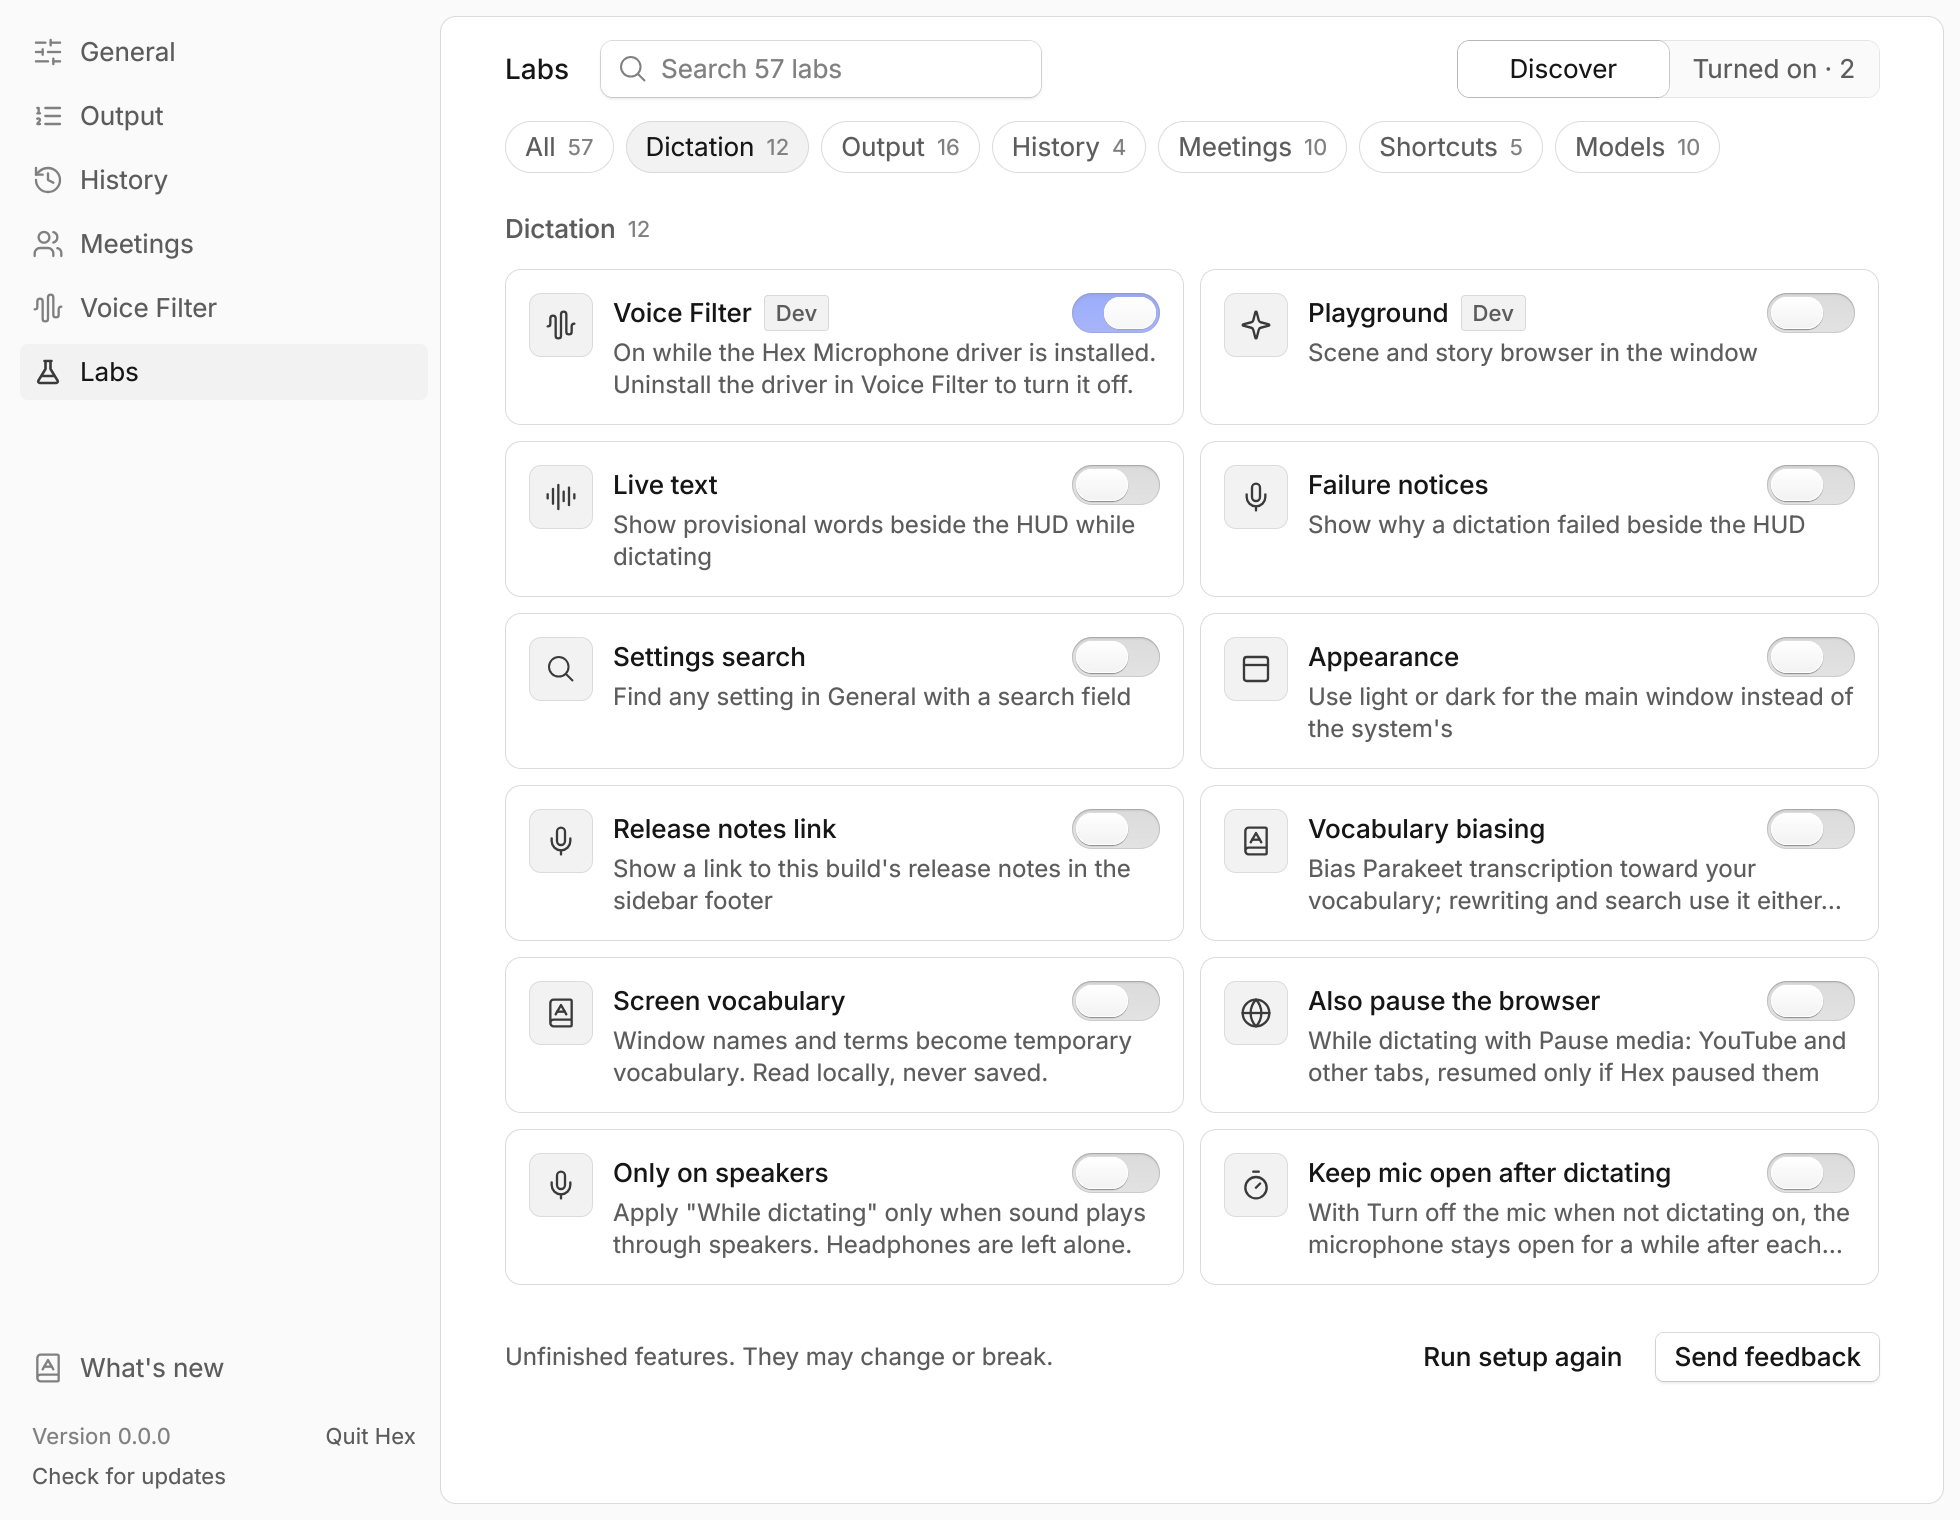 General
Output
History
Meetings
Voice Filter
Labs
What's new
Version 0.0.0
Quit Hex
Check for updates
Labs
Search 57 labs
Discover
Turned on · 2
All 57
Dictation 12
Output 16
History 4
Meetings 10
Shortcuts 5
Models 10
Dictation 12
Voice Filter Dev
On while the Hex Microphone driver is installed.
Uninstall the driver in Voice Filter to turn it off.
Playground Dev
Scene and story browser in the window
Live text
Show provisional words beside the HUD while
dictating
Failure notices
Show why a dictation failed beside the HUD
Settings search
Find any setting in General with a search field
Appearance
Use light or dark for the main window instead of
the system's
Release notes link
Show a link to this build's release notes in the
sidebar footer
Vocabulary biasing
Bias Parakeet transcription toward your
vocabulary; rewriting and search use it either...
Screen vocabulary
Window names and terms become temporary
vocabulary. Read locally, never saved.
Also pause the browser
While dictating with Pause media: YouTube and
other tabs, resumed only if Hex paused them
Only on speakers
Apply "While dictating" only when sound plays
through speakers. Headphones are left alone.
Keep mic open after dictating
With Turn off the mic when not dictating on, the
microphone stays open for a while after each...
Unfinished features. They may change or break.
Run setup again
Send feedback